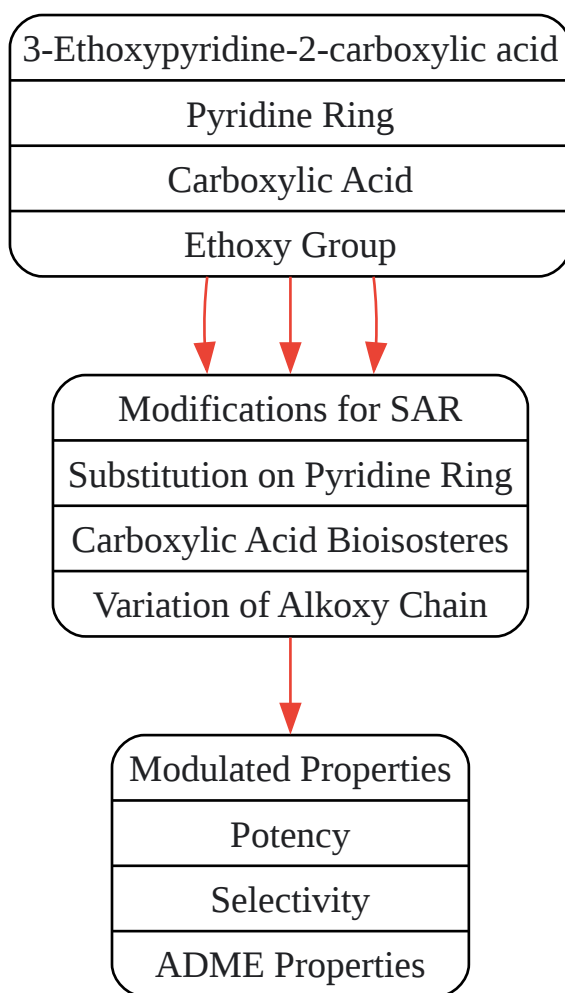 3-Ethoxypyridine-2-carboxylic acid
Pyridine Ring
Carboxylic Acid
Ethoxy Group
Modifications for SAR
Substitution on Pyridine Ring
Carboxylic Acid Bioisosteres
Variation of Alkoxy Chain
Modulated Properties
Potency
Selectivity
ADME Properties